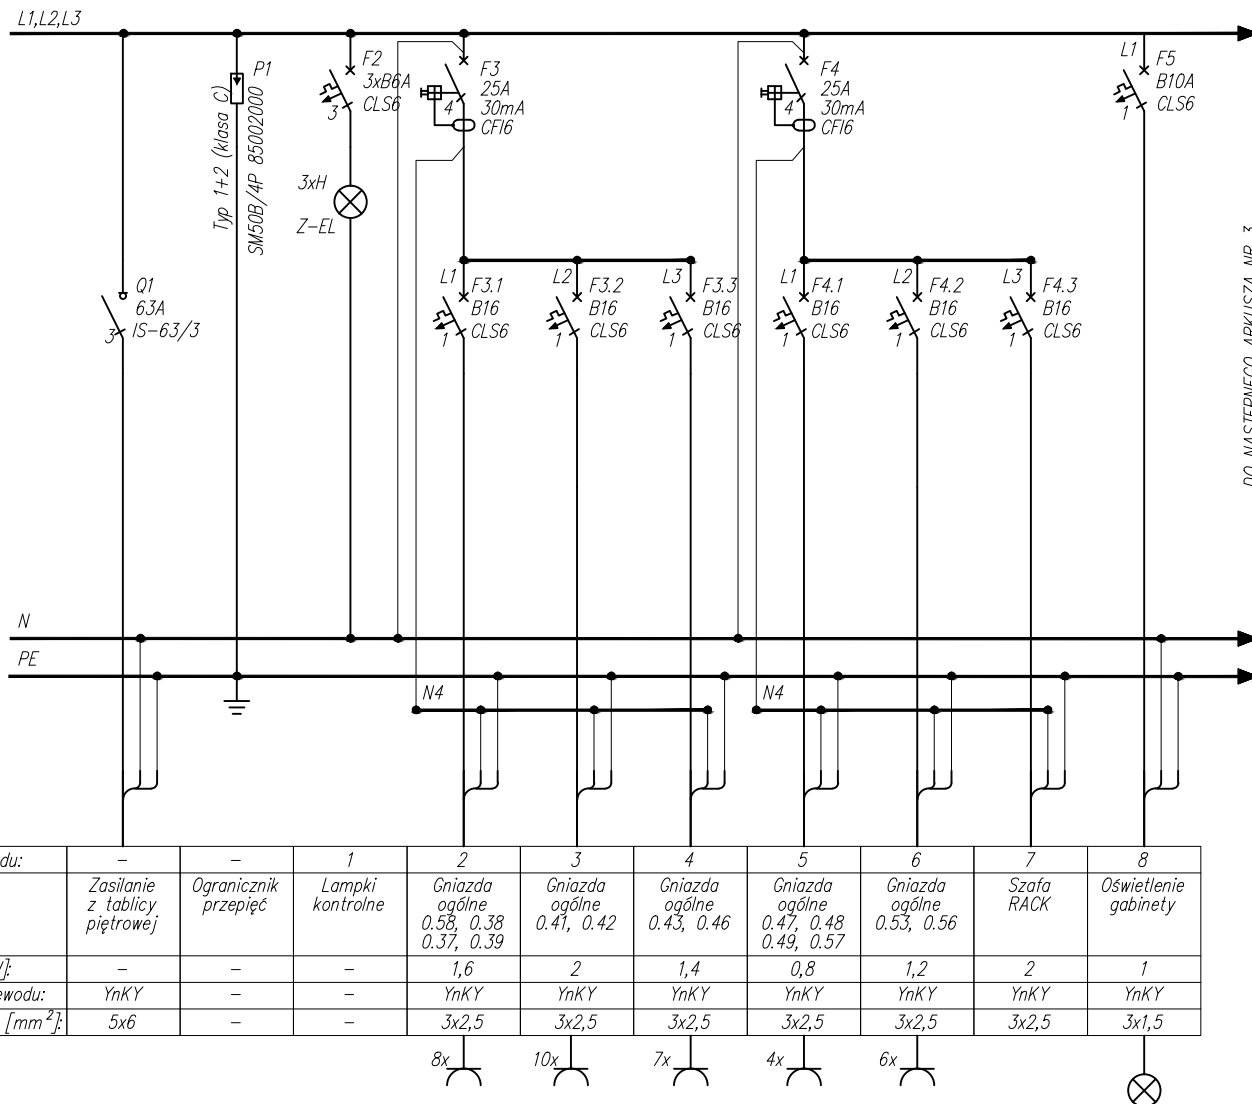 L1,L2,L3
P1
Typ 1+2 (klasa C)
SM50B/4P 85002000
F2
3xB6A
CLS6
3
3xH
Z-EL
F3
25A
30mA
CFI6
4
F4
25A
30mA
CFI6
4
L1
F5
B10A
CLS6
1
Q1
63A
IS-63/3
3
L1
F3.1
B16
CLS6
1
L2
F3.2
B16
CLS6
1
L3
F3.3
B16
CLS6
1
L1
F4.1
B16
CLS6
1
L2
F4.2
B16
CLS6
1
L3
F4.3
B16
CLS6
1
DO NASTĘPNEGO ARKUSZA NR 3
N
PE
N4
N4
du: - - 1 2 3 4 5 6 7 8
Zasilanie
z tablicy
piętrowej
Ogranicznik
przepięć
Lampki
kontrolne
Gniazda
ogólne
0.58, 0.38
0.37, 0.39
Gniazda
ogólne
0.41, 0.42
Gniazda
ogólne
0.43, 0.46
Gniazda
ogólne
0.47, 0.48
0.49, 0.57
Gniazda
ogólne
0.53, 0.56
Szafa
RACK
Oświetlenie
gabinety
]: - - - 1,6 2 1,4 0,8 1,2 2 1
ewodu: YnKY - - YnKY YnKY YnKY YnKY YnKY YnKY YnKY
[mm²]: 5x6 - - 3x2,5 3x2,5 3x2,5 3x2,5 3x2,5 3x2,5 3x1,5
8x 10x 7x 4x 6x